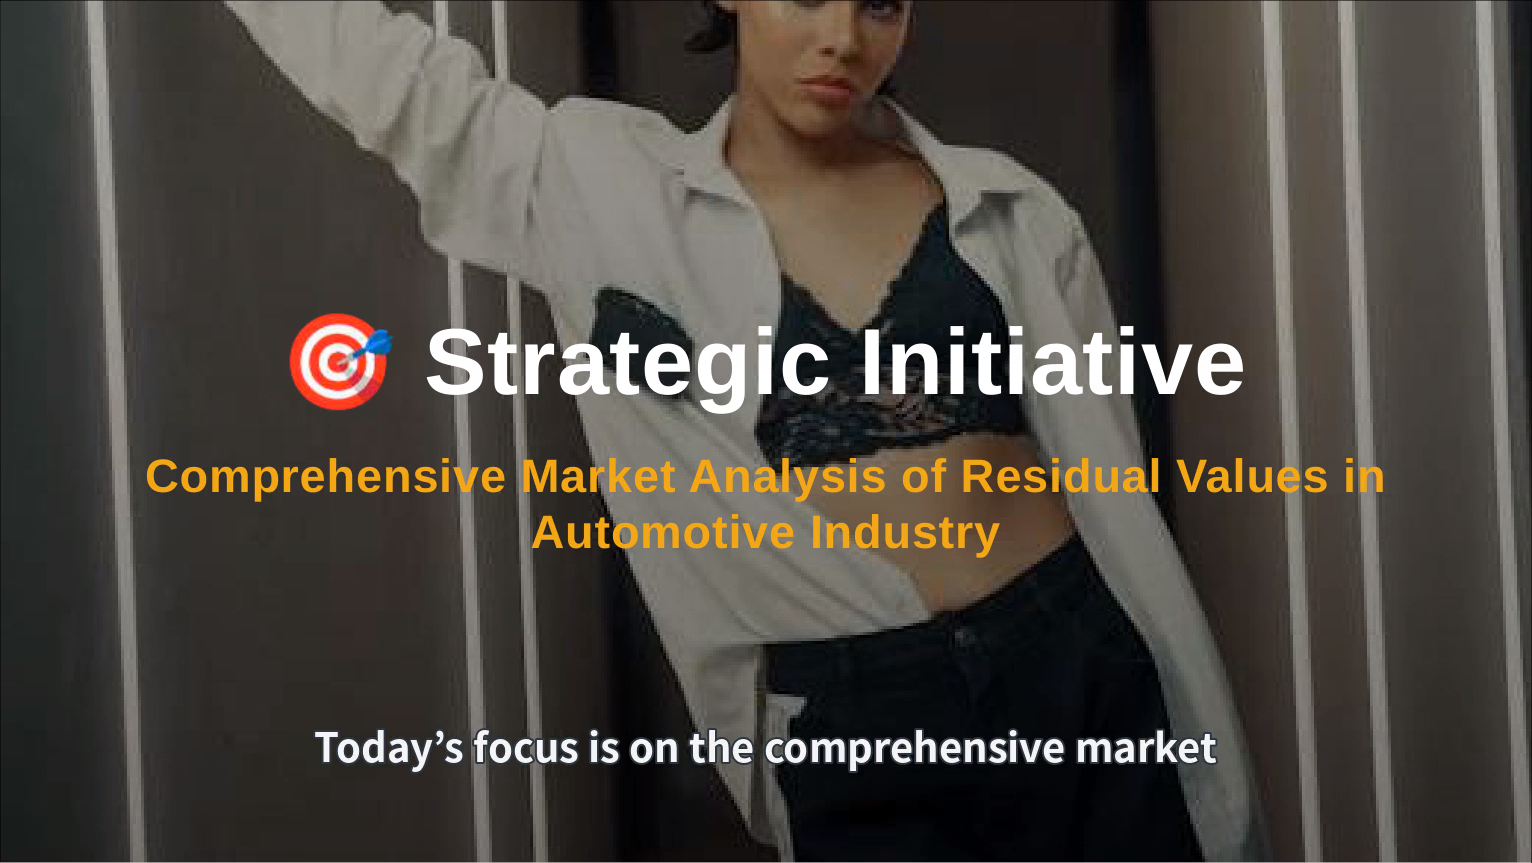 🎯 Strategic Initiative
Comprehensive Market Analysis of Residual Values in
Automotive Industry
Today’s focus is on the comprehensive market